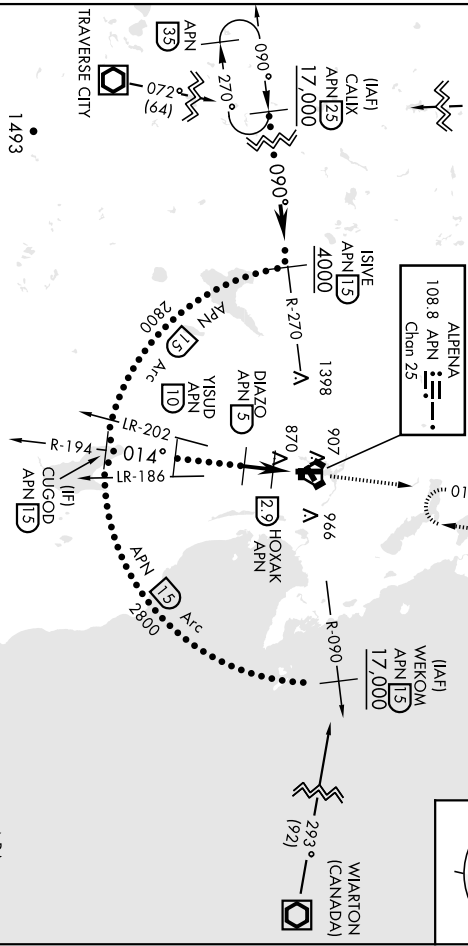 (IAF)
CALIX
APN 25
17,000
090°
270°
APN
35
TRAVERSE CITY
072°
(64)
1493
090°
ISIVE
APN 15
4000
R-270
1398
ALPENA
108.8 APN
Chan 25
APN 15 Arc
2800
DIAZO
APN 5
YISUD
APN
10
870
907
966
01
HOXAK
APN
2.9
LR-202
014°
R-194
LR-186
(IF)
CUGOD
APN 15
APN 15 Arc
2800
R-090
(IAF)
WEKOM
APN 15
17,000
293°
(92)
WIARTON
(CANADA)